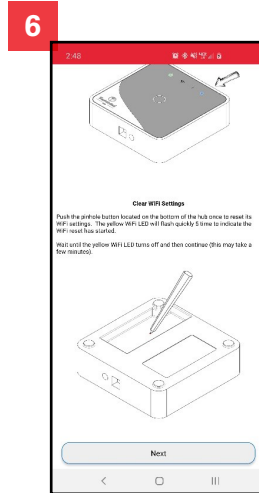 6
2:48
Clear WiFi Settings
Push the pinhole button located on the bottom of the hub once to reset its
WiFi settings. The yellow WiFi LED will flash quickly 5 time to indicate the
WiFi reset has started.
Wait until the yellow WiFi LED turns off and then continue (this may take a
few minutes).
Next